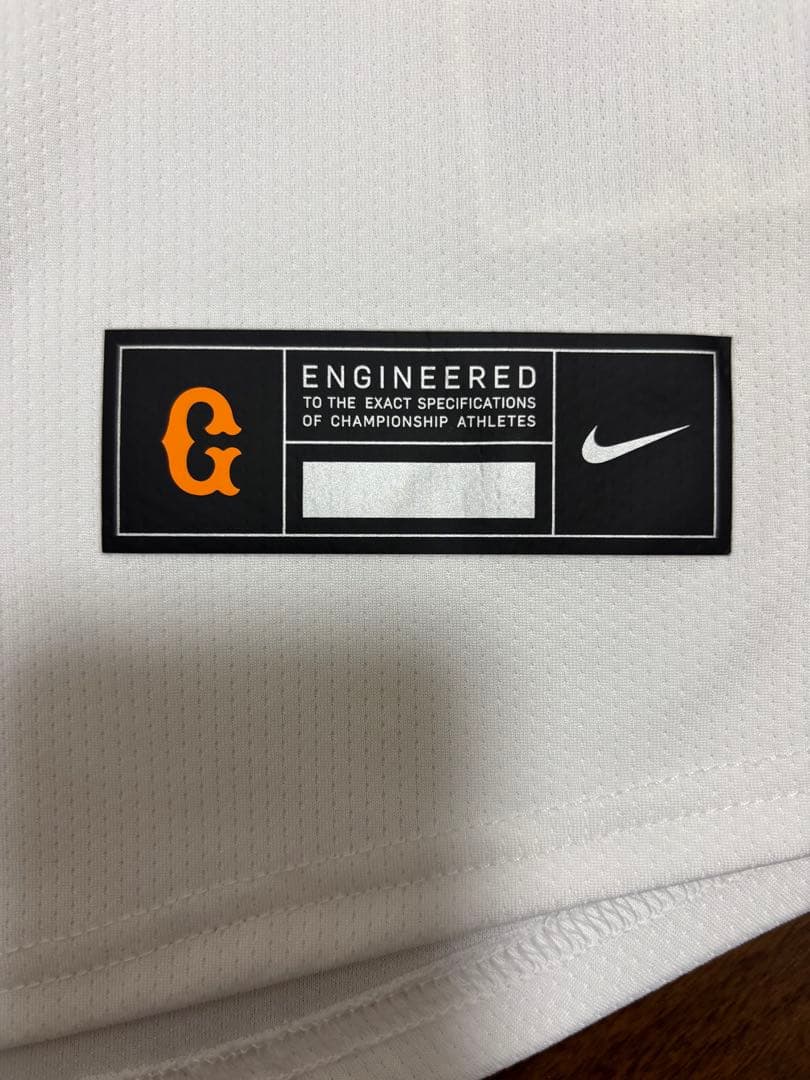 G
ENGINEERED
TO THE EXACT SPECIFICATIONS
OF CHAMPIONSHIP ATHLETES